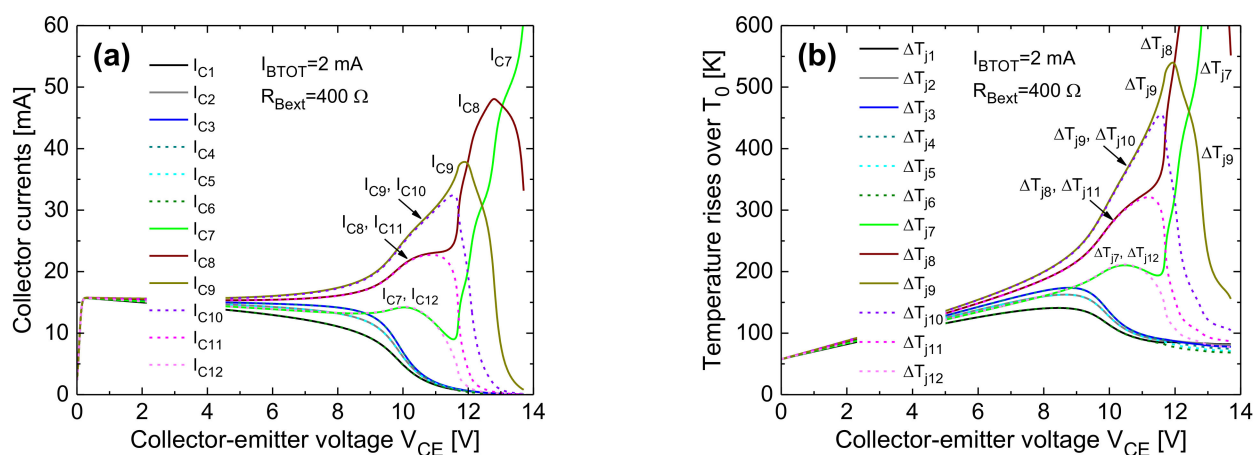 (a)
I_BTOT=2 mA
R_Bext=400 Ω
I_C1
I_C2
I_C3
I_C4
I_C5
I_C6
I_C7
I_C8
I_C9
I_C10
I_C11
I_C12
I_C7
I_C8
I_C9
I_C9, I_C10
I_C8, I_C11
I_C7, I_C12
Collector currents [mA]
60
50
40
30
20
10
0
0 2 4 6 8 10 12 14
Collector-emitter voltage V_CE [V]
(b)
I_BTOT=2 mA
R_Bext=400 Ω
ΔT_j1
ΔT_j2
ΔT_j3
ΔT_j4
ΔT_j5
ΔT_j6
ΔT_j7
ΔT_j8
ΔT_j9
ΔT_j10
ΔT_j11
ΔT_j12
ΔT_j8
ΔT_j7
ΔT_j9
ΔT_j9, ΔT_j10
ΔT_j9
ΔT_j8, ΔT_j11
ΔT_j7, ΔT_j12
Temperature rises over T_0 [K]
600
500
400
300
200
100
0
0 2 4 6 8 10 12 14
Collector-emitter voltage V_CE [V]